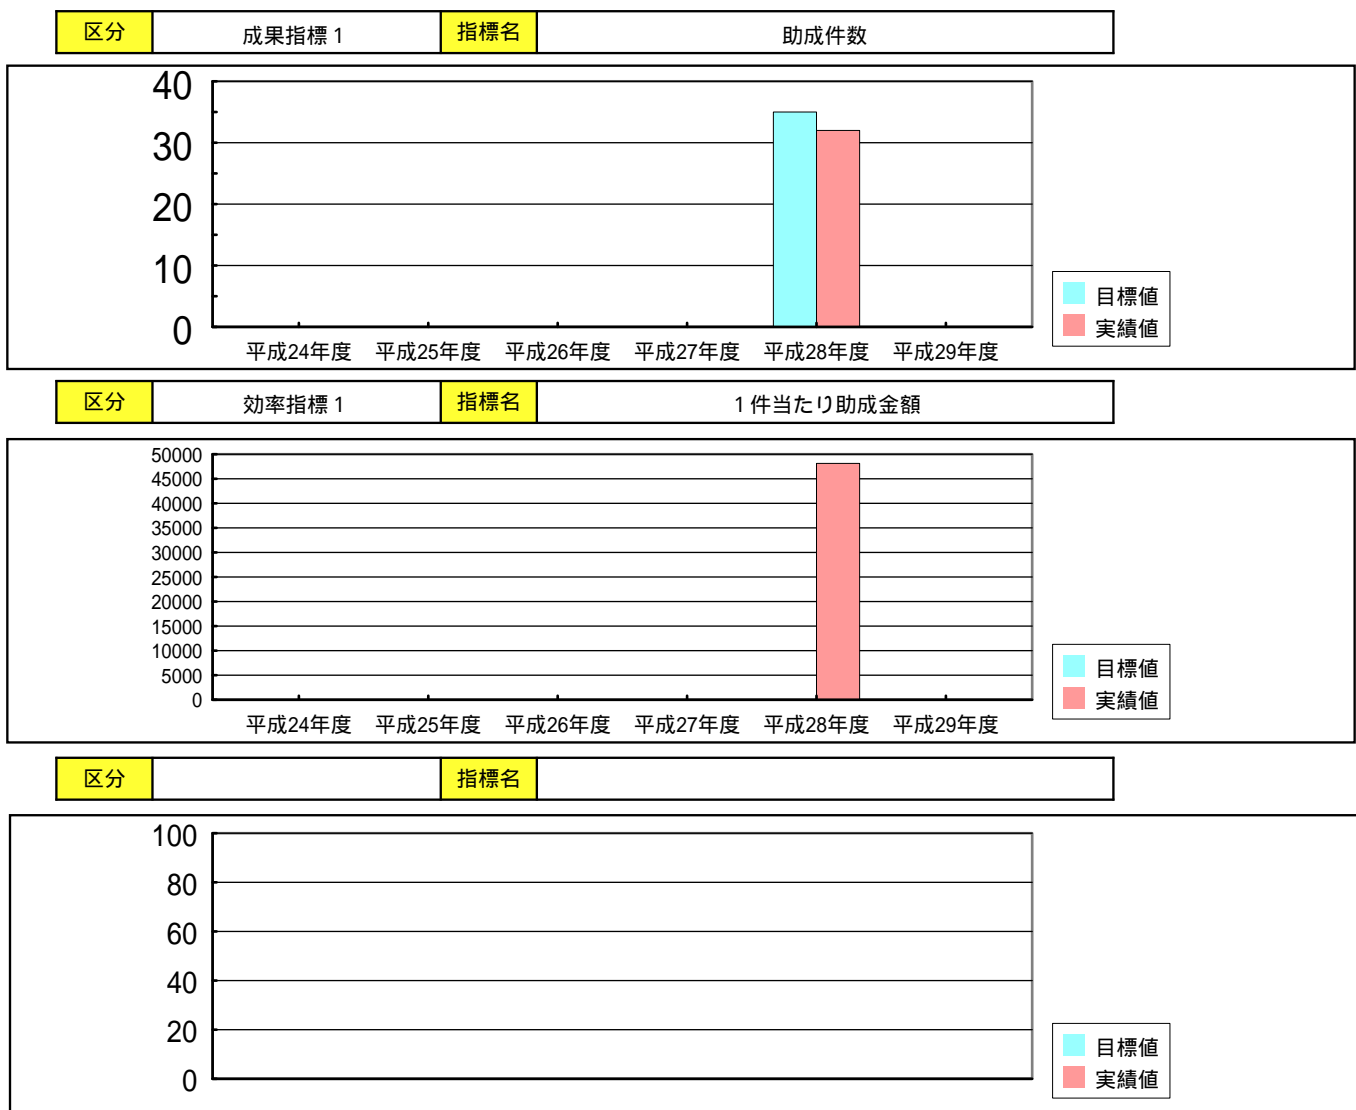 区分 成果指標1 指標名 助成件数
40
30
20
10
0
平成24年度 平成25年度 平成26年度 平成27年度 平成28年度 平成29年度
目標値
実績値
区分 効率指標1 指標名 1件当たり助成金額
50000
45000
40000
35000
30000
25000
20000
15000
10000
5000
0
平成24年度 平成25年度 平成26年度 平成27年度 平成28年度 平成29年度
目標値
実績値
区分 指標名
100
80
60
40
20
0
目標値
実績値